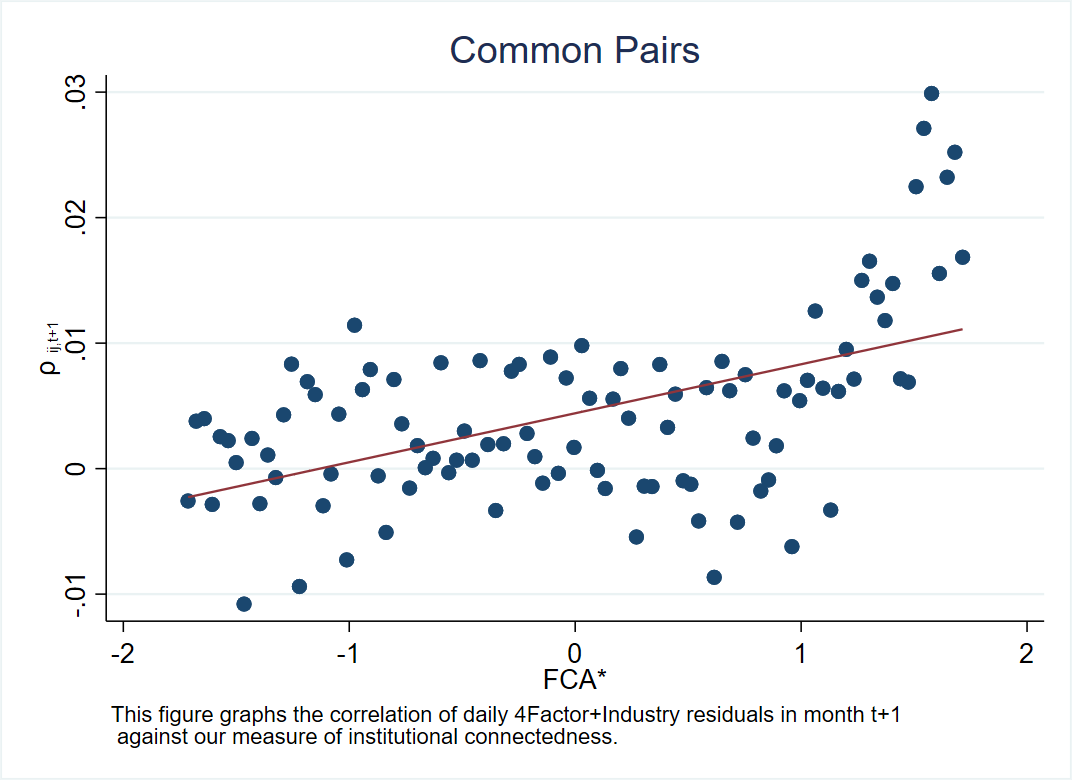 Common Pairs
.03
.02
.01
0
-.01
ρ ij,t+1
-2 -1 0 1 2
FCA*
This figure graphs the correlation of daily 4Factor+Industry residuals in month t+1
against our measure of institutional connectedness.